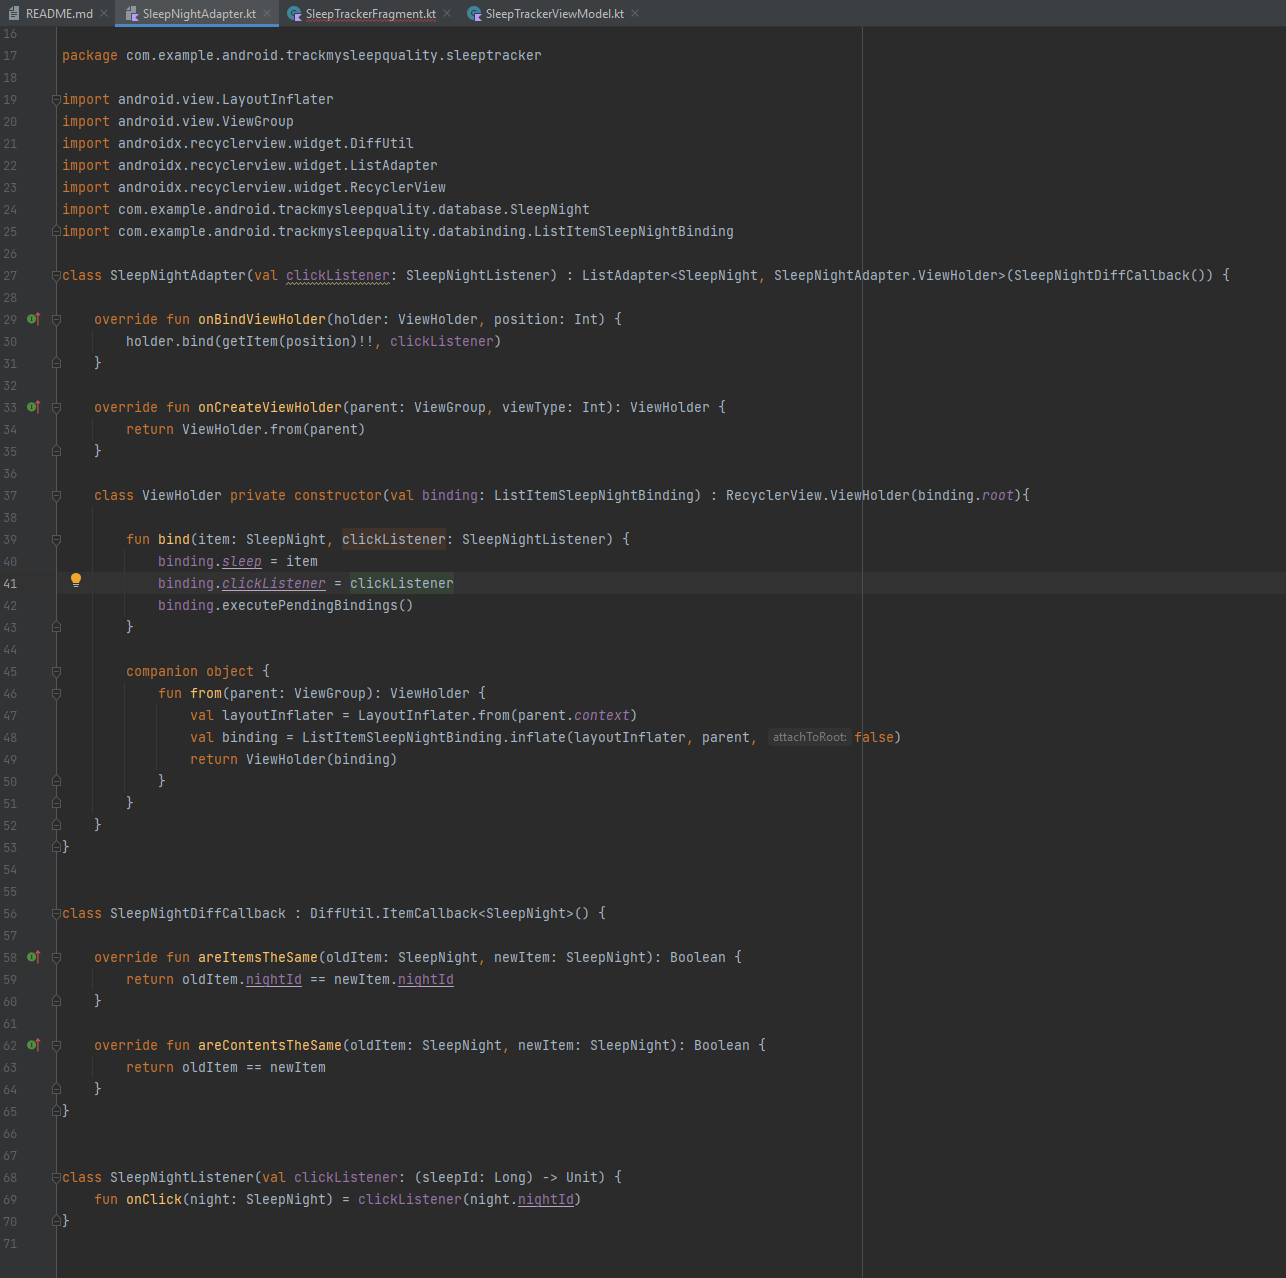 README.md SleepNightAdapter.kt SleepTrackerFragment.kt SleepTrackerViewModel.kt
16
17 package com.example.android.trackmysleepquality.sleeptracker
18
19 import android.view.LayoutInflater
20 import android.view.ViewGroup
21 import androidx.recyclerview.widget.DiffUtil
22 import androidx.recyclerview.widget.ListAdapter
23 import androidx.recyclerview.widget.RecyclerView
24 import com.example.android.trackmysleepquality.database.SleepNight
25 import com.example.android.trackmysleepquality.databinding.ListItemSleepNightBinding
26
27 class SleepNightAdapter(val clickListener: SleepNightListener) : ListAdapter<SleepNight, SleepNightAdapter.ViewHolder>(SleepNightDiffCallback()) {
28
29 override fun onBindViewHolder(holder: ViewHolder, position: Int) {
30 holder.bind(getItem(position)!!, clickListener)
31 }
32
33 override fun onCreateViewHolder(parent: ViewGroup, viewType: Int): ViewHolder {
34 return ViewHolder.from(parent)
35 }
36
37 class ViewHolder private constructor(val binding: ListItemSleepNightBinding) : RecyclerView.ViewHolder(binding.root){
38
39 fun bind(item: SleepNight, clickListener: SleepNightListener) {
40 binding.sleep = item
41 binding.clickListener = clickListener
42 binding.executePendingBindings()
43 }
44
45 companion object {
46 fun from(parent: ViewGroup): ViewHolder {
47 val layoutInflater = LayoutInflater.from(parent.context)
48 val binding = ListItemSleepNightBinding.inflate(layoutInflater, parent, attachToRoot: false)
49 return ViewHolder(binding)
50 }
51 }
52 }
53 }
54
55
56 class SleepNightDiffCallback : DiffUtil.ItemCallback<SleepNight>() {
57
58 override fun areItemsTheSame(oldItem: SleepNight, newItem: SleepNight): Boolean {
59 return oldItem.nightId == newItem.nightId
60 }
61
62 override fun areContentsTheSame(oldItem: SleepNight, newItem: SleepNight): Boolean {
63 return oldItem == newItem
64 }
65 }
66
67
68 class SleepNightListener(val clickListener: (sleepId: Long) -> Unit) {
69 fun onClick(night: SleepNight) = clickListener(night.nightId)
70 }
71